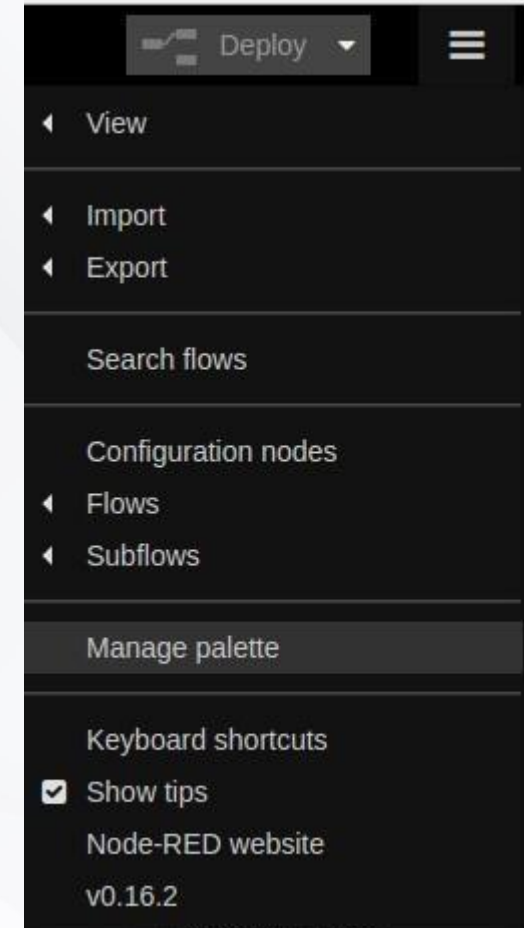 Deploy
View
Import
Export
Search flows
Configuration nodes
Flows
Subflows
Manage palette
Keyboard shortcuts
Show tips
Node-RED website
v0.16.2